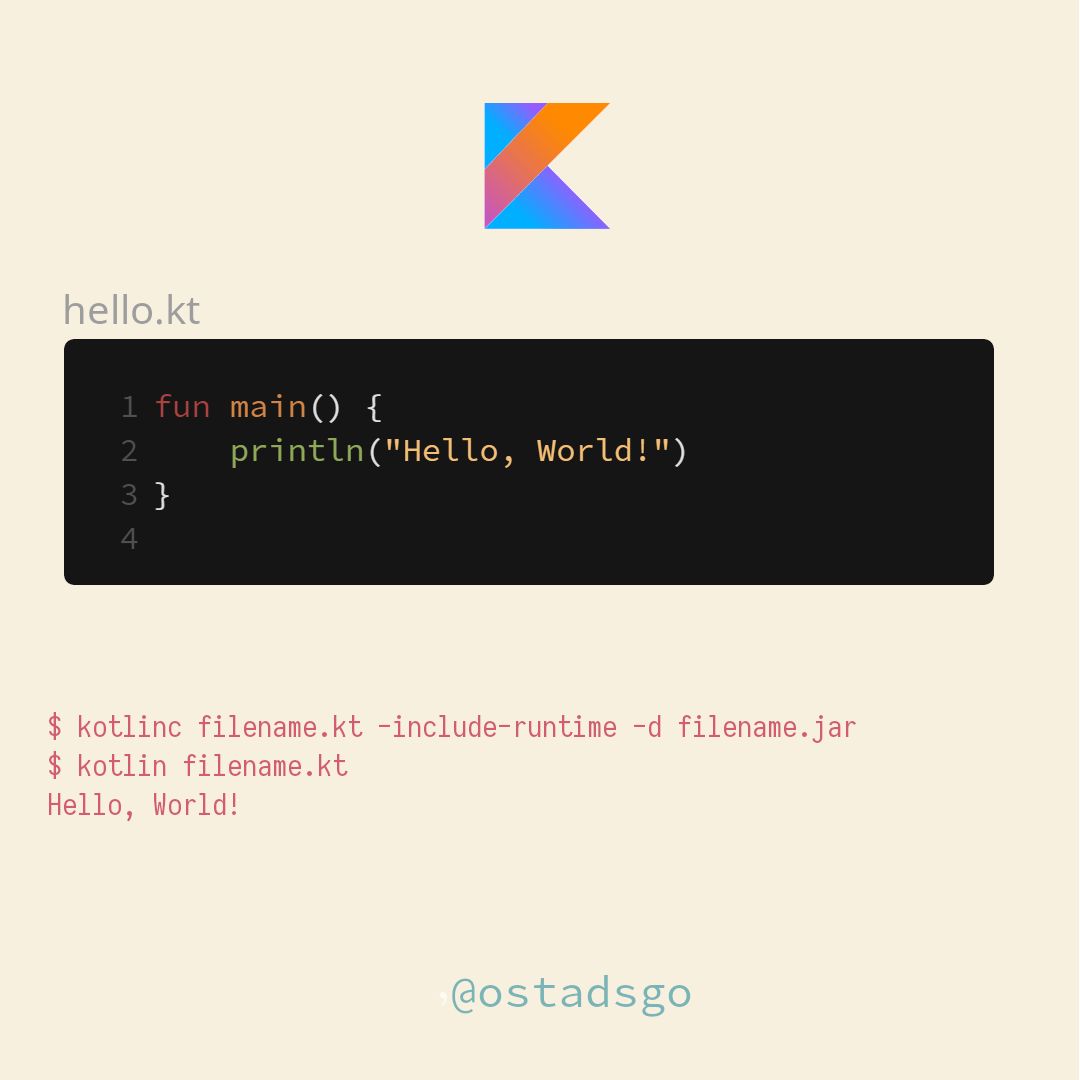 hello.kt
1 fun main() {
2     println("Hello, World!")
3 }
4
$ kotlinc filename.kt -include-runtime -d filename.jar
$ kotlin filename.kt
Hello, World!
,@ostadsgo